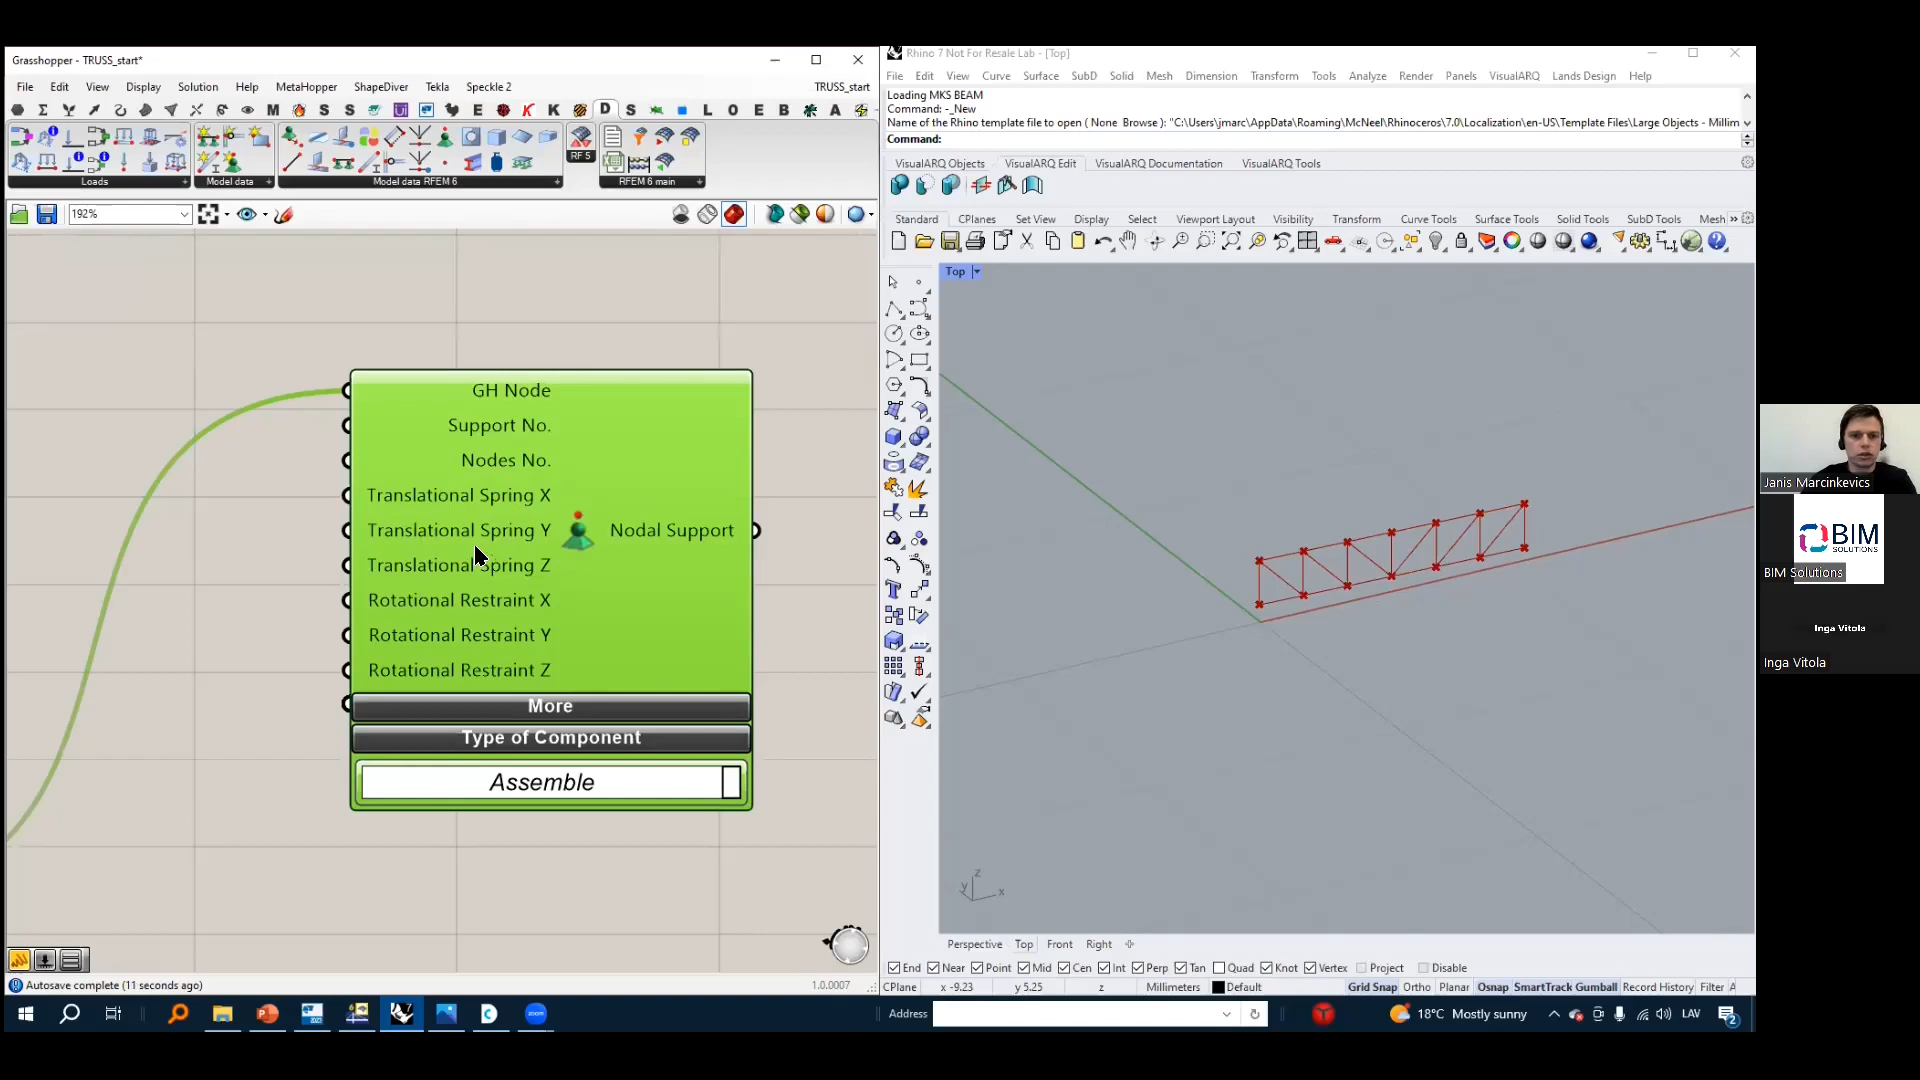 Grasshopper - TRUSS_start*
File Edit View Display Solution Help MetaHopper ShapeDiver Tekla Speckle 2 TRUSS_start
M S S E K K D S L O E B A
RF 5
Loads Model data Model data RFEM 6 RFEM 6 main
192%
GH Node
Support No.
Nodes No.
Translational Spring X
Translational Spring Y
Nodal Support
Translational Spring Z
Rotational Restraint X
Rotational Restraint Y
Rotational Restraint Z
More
Type of Component
Assemble
Autosave complete (11 seconds ago)
1.0.0007
Rhino 7 Not For Resale Lab - [Top]
File Edit View Curve Surface SubD Solid Mesh Dimension Transform Tools Analyze Render Panels VisualARQ Lands Design Help
Loading MKS BEAM
Command: -_New
Name of the Rhino template file to open ( None Browse ): "C:\Users\jmarc\AppData\Roaming\McNeel\Rhinoceros\7.0\Localization\en-US\Template Files\Large Objects - Millim
Command:
VisualARQ Objects VisualARQ Edit VisualARQ Documentation VisualARQ Tools
Standard CPlanes Set View Display Select Viewport Layout Visibility Transform Curve Tools Surface Tools Solid Tools SubD Tools Mesh »
Top
z
y x
Perspective Top Front Right
End Near Point Mid Cen Int Perp Tan Quad Knot Vertex Project Disable
CPlane x -9.23 y 5.25 z Millimeters Default Grid Snap Ortho Planar Osnap SmartTrack Gumball Record History Filter A
Address
18°C Mostly sunny
LAV
2
zoom
Janis Marcinkevics
BIM
SOLUTIONS
BIM Solutions
Inga Vitola
Inga Vitola